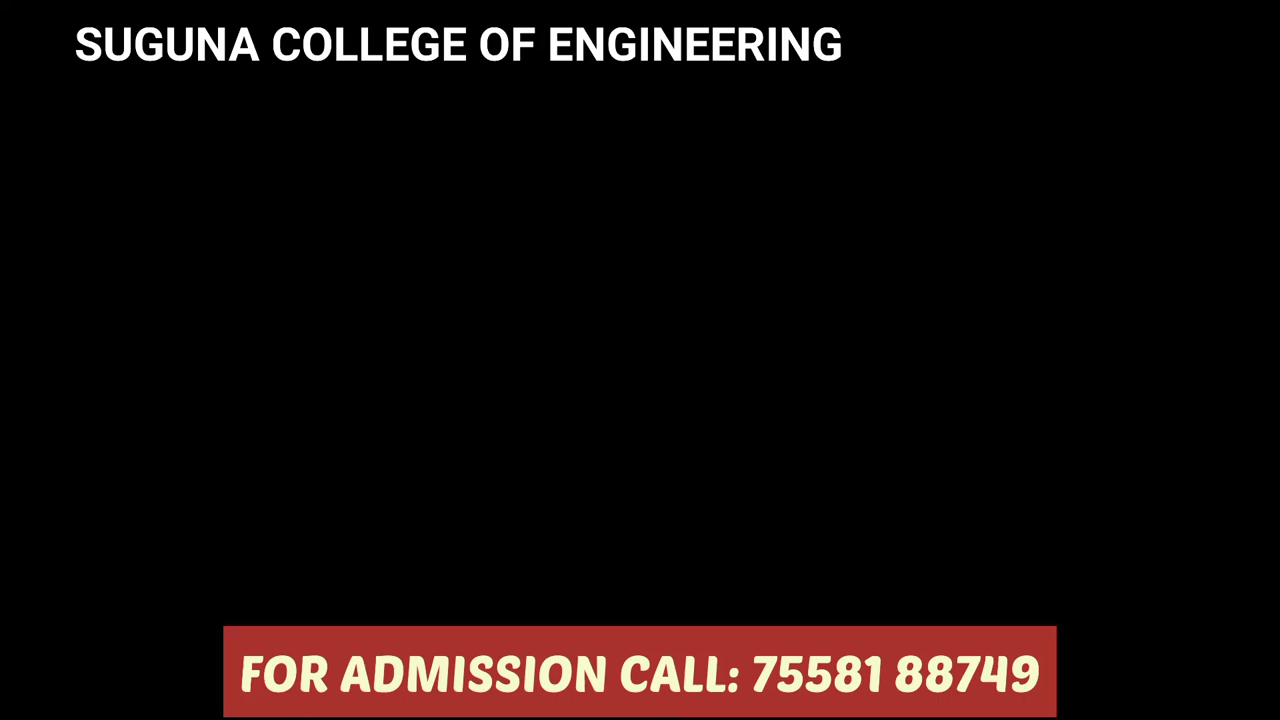 SUGUNA COLLEGE OF ENGINEERING
FOR ADMISSION CALL: 75581 88749